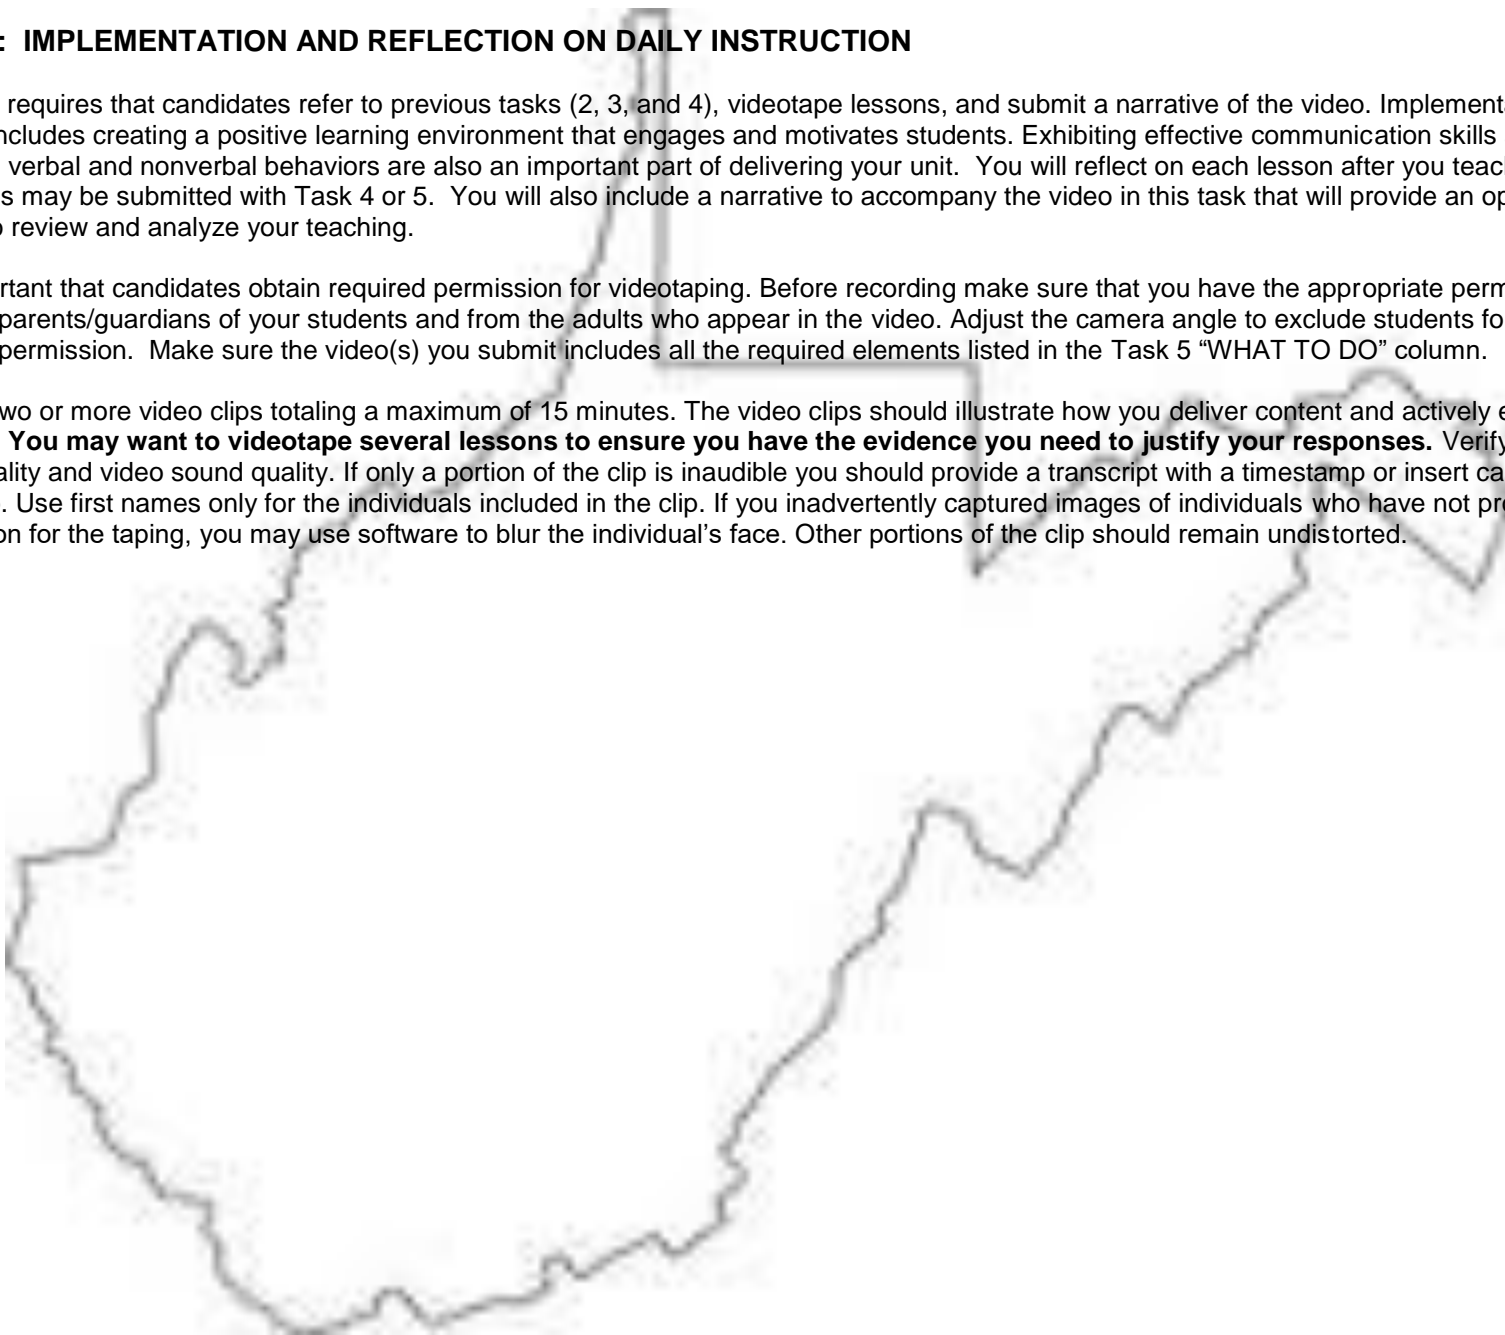 : IMPLEMENTATION AND REFLECTION ON DAILY INSTRUCTION
requires that candidates refer to previous tasks (2, 3, and 4), videotape lessons, and submit a narrative of the video. Implementa
ncludes creating a positive learning environment that engages and motivates students. Exhibiting effective communication skills
verbal and nonverbal behaviors are also an important part of delivering your unit. You will reflect on each lesson after you teac
s may be submitted with Task 4 or 5. You will also include a narrative to accompany the video in this task that will provide an op
o review and analyze your teaching.
rtant that candidates obtain required permission for videotaping. Before recording make sure that you have the appropriate perm
parents/guardians of your students and from the adults who appear in the video. Adjust the camera angle to exclude students fo
permission. Make sure the video(s) you submit includes all the required elements listed in the Task 5 “WHAT TO DO” column.
wo or more video clips totaling a maximum of 15 minutes. The video clips should illustrate how you deliver content and actively e
. You may want to videotape several lessons to ensure you have the evidence you need to justify your responses. Verify
ality and video sound quality. If only a portion of the clip is inaudible you should provide a transcript with a timestamp or insert ca
. Use first names only for the individuals included in the clip. If you inadvertently captured images of individuals who have not pr
on for the taping, you may use software to blur the individual’s face. Other portions of the clip should remain undistorted.